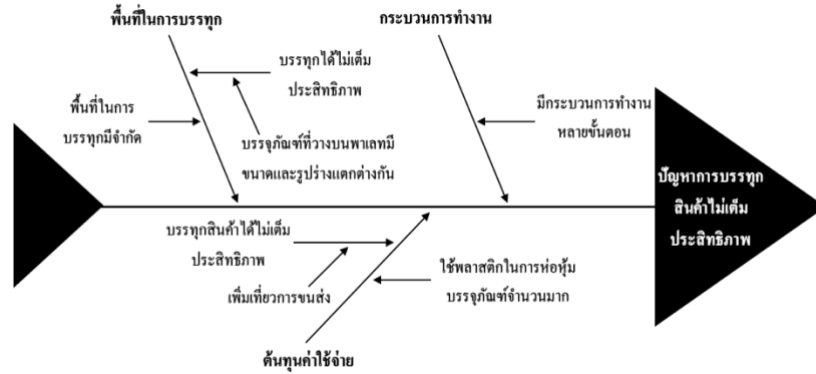 พื้นที่ในการบรรทุก
กระบวนการทำงาน
บรรทุกได้ไม่เต็ม
ประสิทธิภาพ
พื้นที่ในการ
บรรทุกมีจำกัด
มีกระบวนการทำงาน
หลายขั้นตอน
บรรจุภัณฑ์ที่วางบนพาเลทมี
ขนาดและรูปร่างแตกต่างกัน
ปัญหาการบรรทุก
สินค้าไม่เต็ม
ประสิทธิภาพ
บรรทุกสินค้าได้ไม่เต็ม
ประสิทธิภาพ
ใช้พลาสติกในการห่อหุ้ม
บรรจุภัณฑ์จำนวนมาก
เพิ่มเที่ยวการขนส่ง
ต้นทุนค่าใช้จ่าย